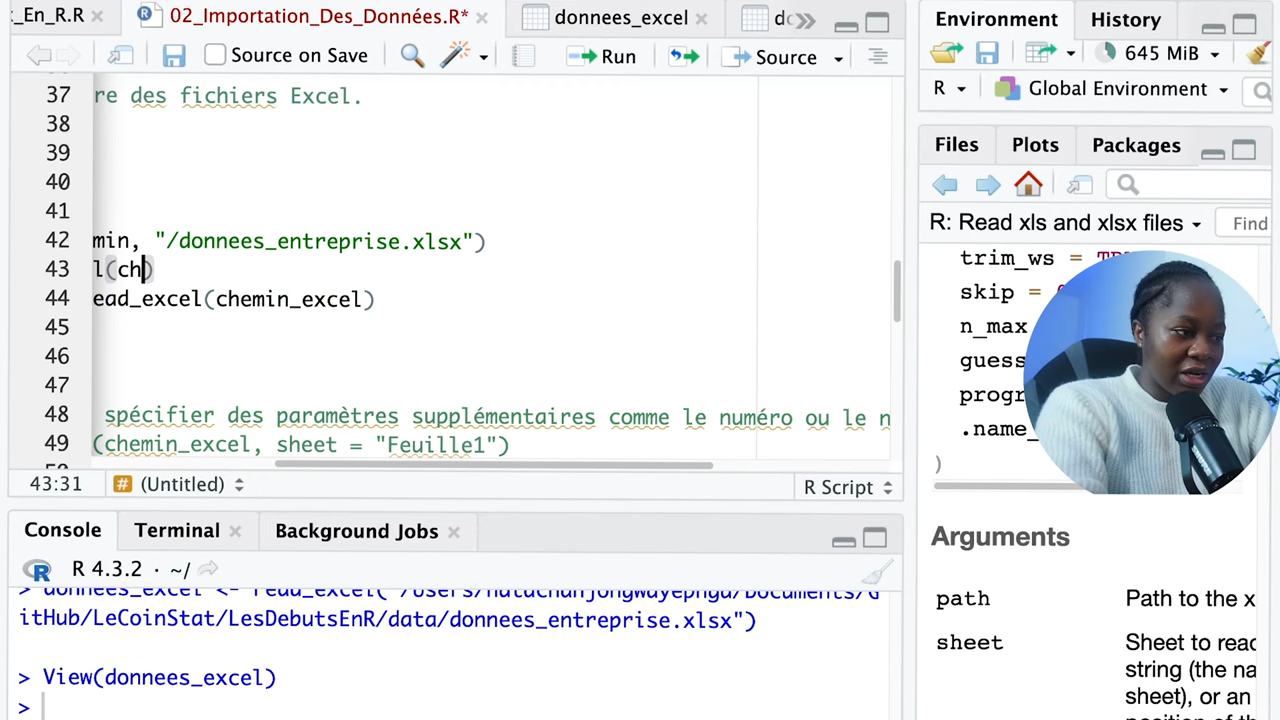 _En_R.R
02_Importation_Des_Données.R*
donnees_excel
Source on Save
Run
Source
37 re des fichiers Excel.
38
39
40
41
42 min, "/donnees_entreprise.xlsx")
43 l(ch)
44 ead_excel(chemin_excel)
45
46
47
48 spécifier des paramètres supplémentaires comme le numéro ou le n
49 (chemin_excel, sheet = "Feuille1")
43:31
# (Untitled)
R Script
Console
Terminal
Background Jobs
R 4.3.2 · ~/
> donnees_excel <- read_excel("/Users/
itHub/LeCoinStat/LesDebutsEnR/data/donnees_entreprise.xlsx")
> View(donnees_excel)
>
Environment
History
645 MiB
R
Global Environment
Files
Plots
Packages
R: Read xls and xlsx files
Find
trim_ws =
skip =
n_max
guess
progr
.name_
)
Arguments
path
Path to the x
sheet
Sheet to read
string (the na
sheet), or an